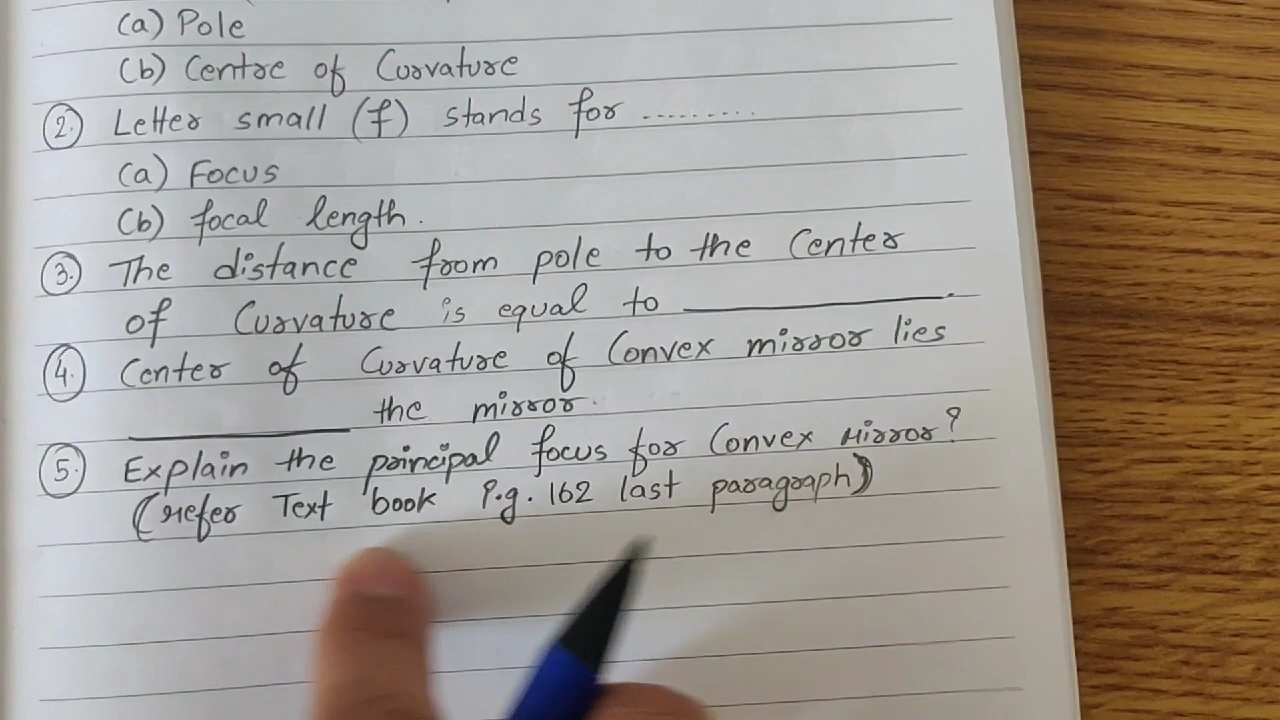 (a) Pole
(b) Centre of Curvature
2. Letter small (f) stands for .........
(a) Focus
(b) focal length.
3. The distance from pole to the Center
of Curvature is equal to ________.
4. Center of Curvature of Convex mirror lies
________ the mirror.
5. Explain the principal focus for Convex Mirror?
(refer Text book P.g. 162 last paragraph)